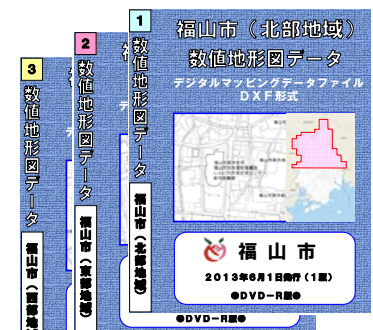 1
福山市（北部地域）
数値地形図データ
デジタルマッピングデータファイル
DXF形式
福山市
2013年6月1日発行（1版）
●DVD－R版●
数値地形図データ
福山市（北部地域）
2
数値地形図データ
福山市（東部地域）
●DVD－R版●
3
数値地形図データ
福山市（西部地域）